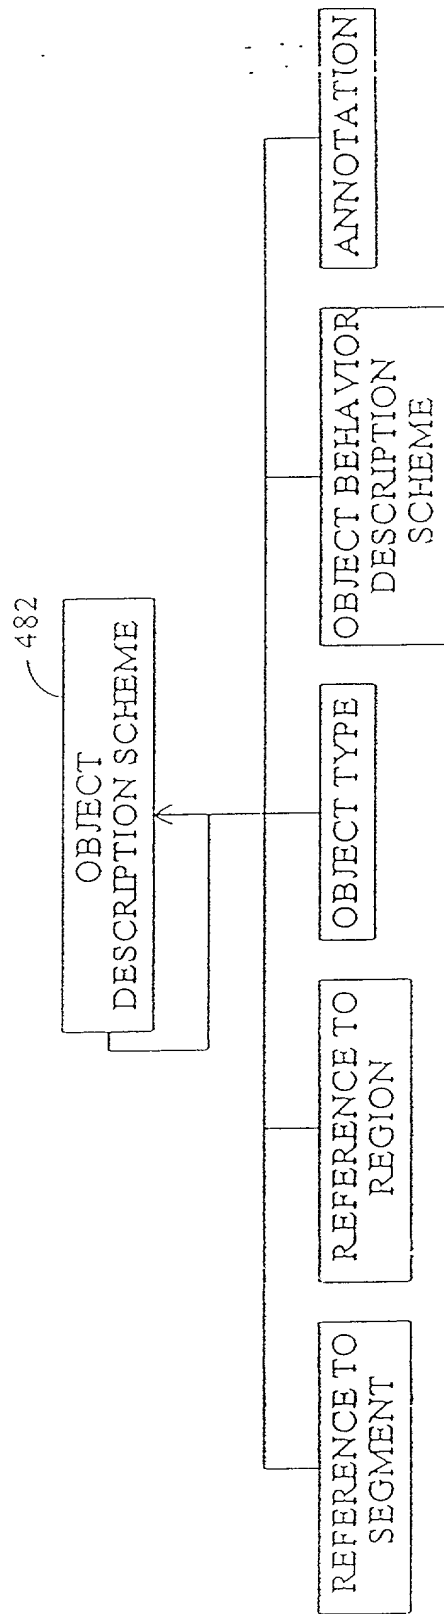 482
OBJECT
DESCRIPTION SCHEME
REFERENCE TO
SEGMENT
REFERENCE TO
REGION
OBJECT TYPE
OBJECT BEHAVIOR
DESCRIPTION
SCHEME
ANNOTATION